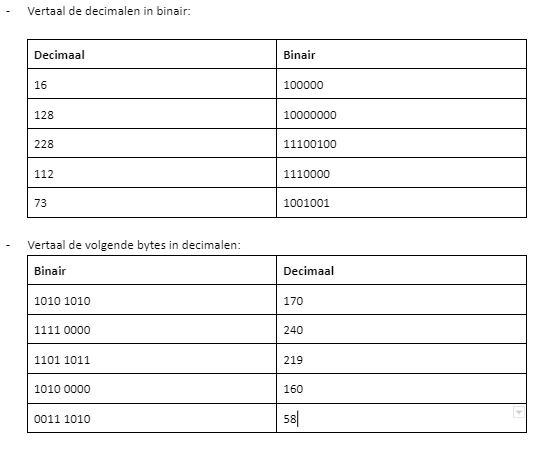 - Vertaal de decimalen in binair:
Decimaal Binair
16 100000
128 10000000
228 11100100
112 1110000
73 1001001
- Vertaal de volgende bytes in decimalen:
Binair Decimaal
1010 1010 170
1111 0000 240
1101 1011 219
1010 0000 160
0011 1010 58